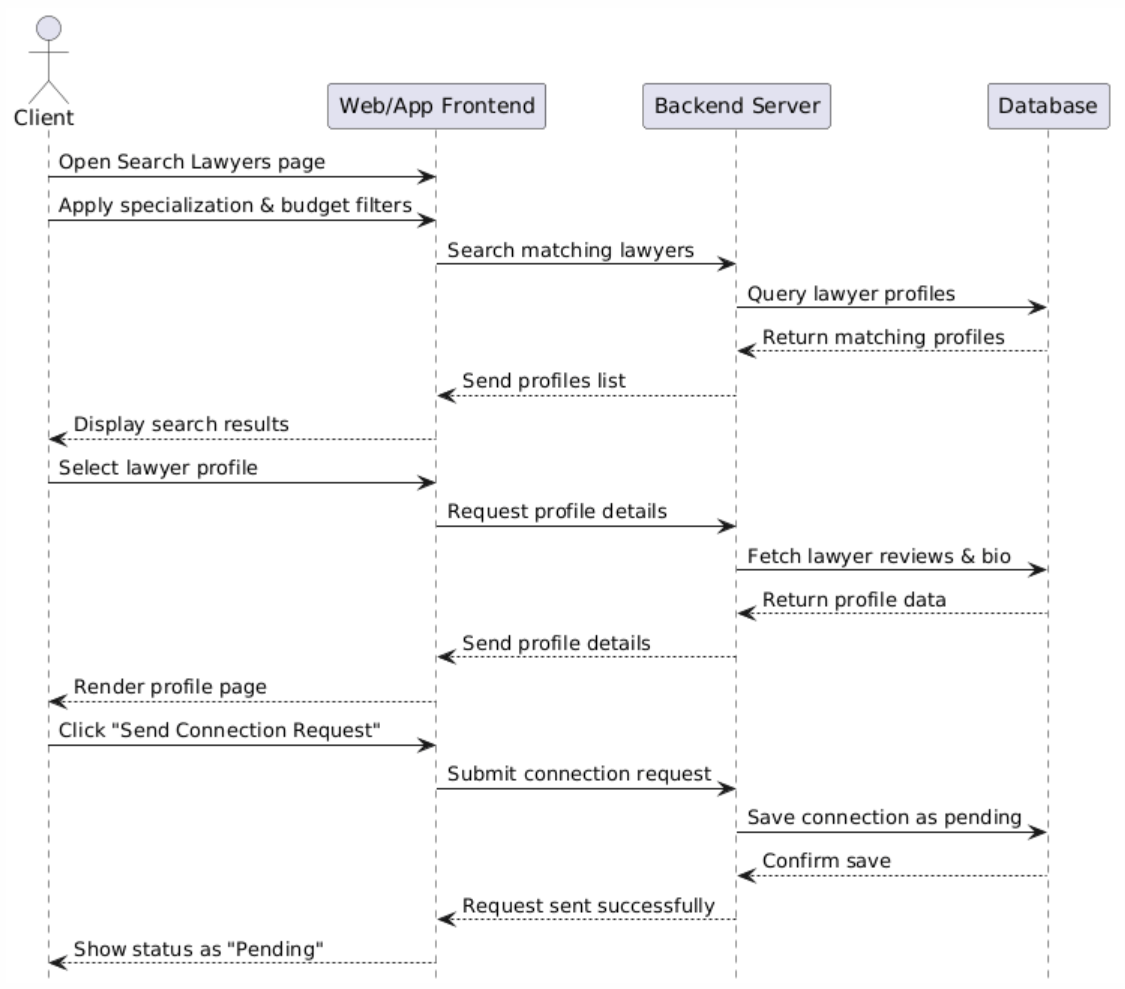 Client
Web/App Frontend
Backend Server
Database
Open Search Lawyers page
Apply specialization & budget filters
Search matching lawyers
Query lawyer profiles
Return matching profiles
Send profiles list
Display search results
Select lawyer profile
Request profile details
Fetch lawyer reviews & bio
Return profile data
Send profile details
Render profile page
Click "Send Connection Request"
Submit connection request
Save connection as pending
Confirm save
Request sent successfully
Show status as "Pending"